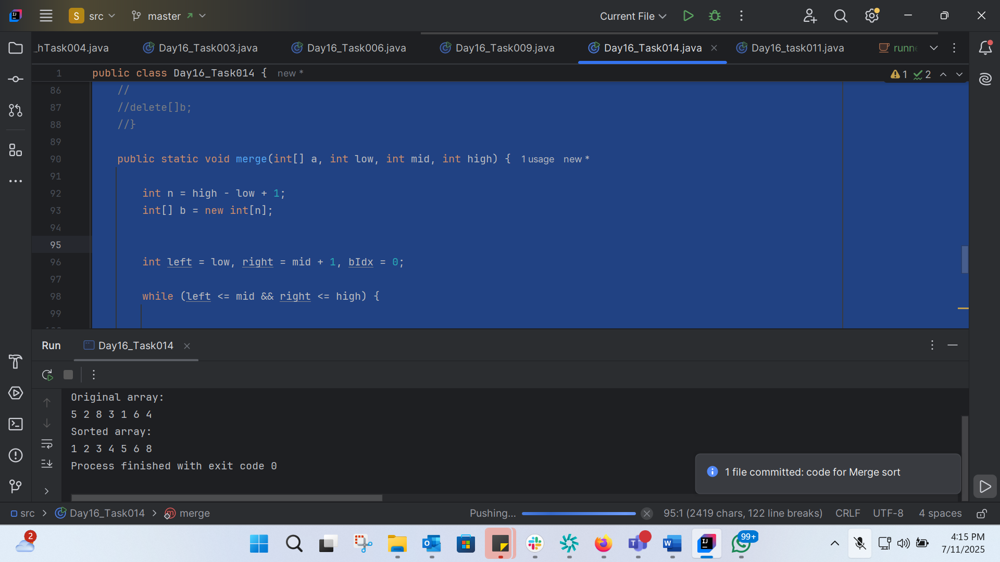 S src master Current File
_hTask004.java Day16_Task003.java Day16_Task006.java Day16_Task009.java Day16_Task014.java Day16_task011.java runne
1 public class Day16_Task014 { new *
1 2
86 //
87 //delete[]b;
88 //}
89
90 public static void merge(int[] a, int low, int mid, int high) { 1 usage new *
91
92 int n = high - low + 1;
93 int[] b = new int[n];
94
95
96 int left = low, right = mid + 1, bIdx = 0;
97
98 while (left <= mid && right <= high) {
99
Run Day16_Task014
Original array:
5 2 8 3 1 6 4
Sorted array:
1 2 3 4 5 6 8
Process finished with exit code 0
1 file committed: code for Merge sort
src > Day16_Task014 > m merge Pushing... 95:1 (2419 chars, 122 line breaks) CRLF UTF-8 4 spaces
2
99+
4:15 PM
7/11/2025